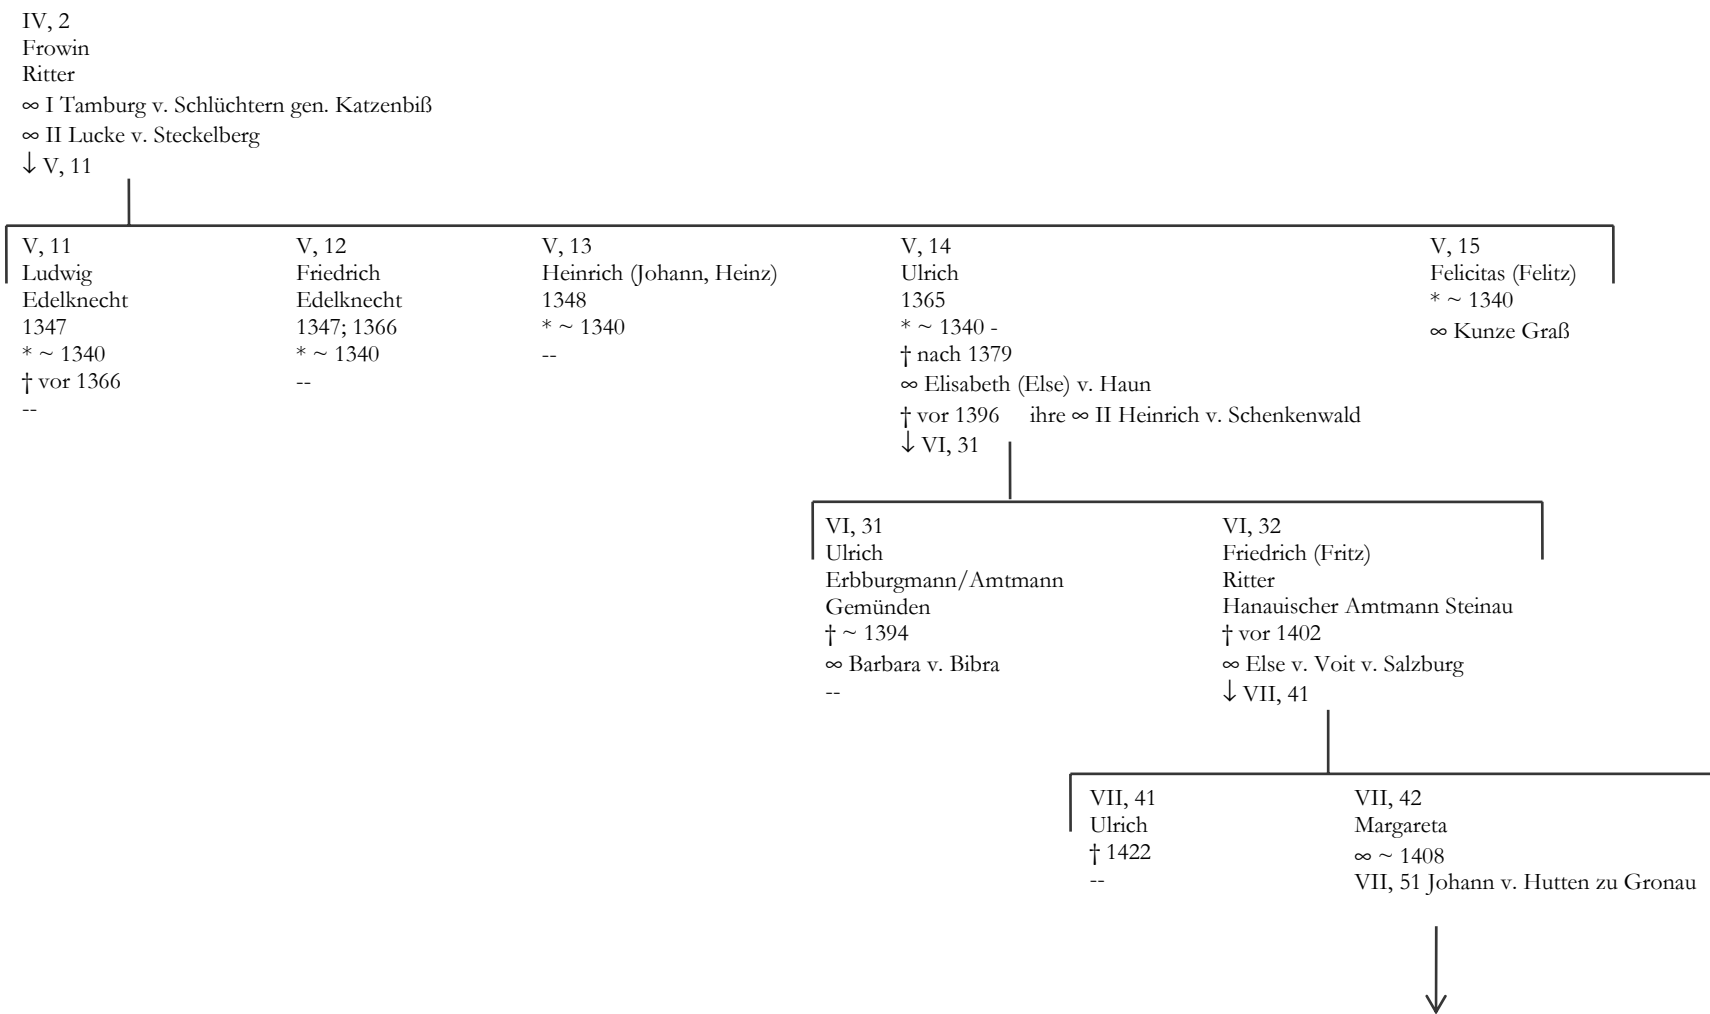 IV, 2
Frowin
Ritter
∞ I Tamburg v. Schlüchtern gen. Katzenbiß
∞ II Lucke v. Steckelberg
↓ V, 11
V, 11
Ludwig
Edelknecht
1347
* ~ 1340
† vor 1366
--
V, 12
Friedrich
Edelknecht
1347; 1366
* ~ 1340
--
V, 13
Heinrich (Johann, Heinz)
1348
* ~ 1340
--
V, 14
Ulrich
1365
* ~ 1340 -
† nach 1379
∞ Elisabeth (Else) v. Haun
† vor 1396 ihre ∞ II Heinrich v. Schenkenwald
↓ VI, 31
V, 15
Felicitas (Felitz)
* ~ 1340
∞ Kunze Graß
VI, 31
Ulrich
Erbburgmann/Amtmann
Gemünden
† ~ 1394
∞ Barbara v. Bibra
--
VI, 32
Friedrich (Fritz)
Ritter
Hanauischer Amtmann Steinau
† vor 1402
∞ Else v. Voit v. Salzburg
↓ VII, 41
VII, 41
Ulrich
† 1422
--
VII, 42
Margareta
∞ ~ 1408
VII, 51 Johann v. Hutten zu Gronau